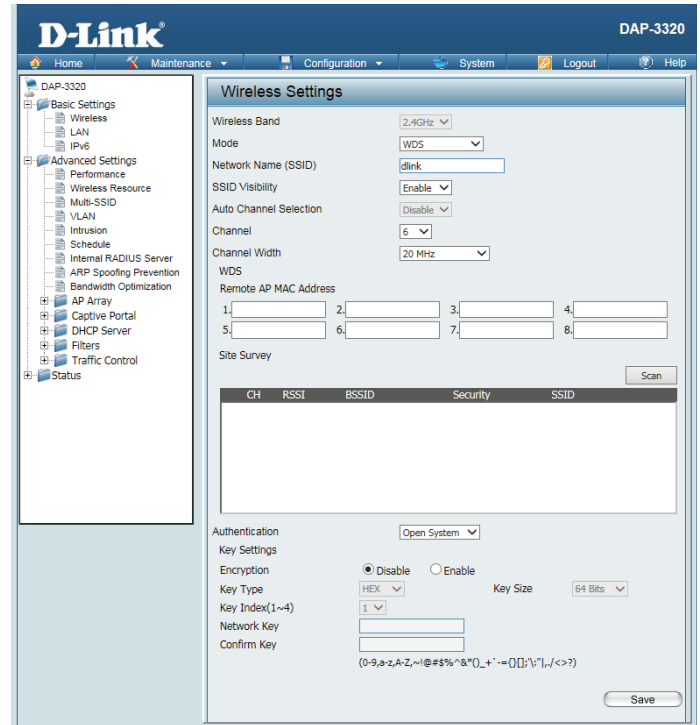 D-Link®
DAP-3320
Home Maintenance Configuration System Logout Help
DAP-3320
Basic Settings
Wireless
LAN
IPv6
Advanced Settings
Performance
Wireless Resource
Multi-SSID
VLAN
Intrusion
Schedule
Internal RADIUS Server
ARP Spoofing Prevention
Bandwidth Optimization
AP Array
Captive Portal
DHCP Server
Filters
Traffic Control
Status
Wireless Settings
Wireless Band 2.4GHz
Mode WDS
Network Name (SSID) dlink
SSID Visibility Enable
Auto Channel Selection Disable
Channel 6
Channel Width 20 MHz
WDS
Remote AP MAC Address
1. 2. 3. 4.
5. 6. 7. 8.
Site Survey
Scan
CH RSSI BSSID Security SSID
Authentication Open System
Key Settings
Encryption Disable Enable
Key Type HEX Key Size 64 Bits
Key Index(1~4) 1
Network Key
Confirm Key
(0-9,a-z,A-Z,~!@#$%^&*()_+`-={}[];'\:"|,./<>?)
Save